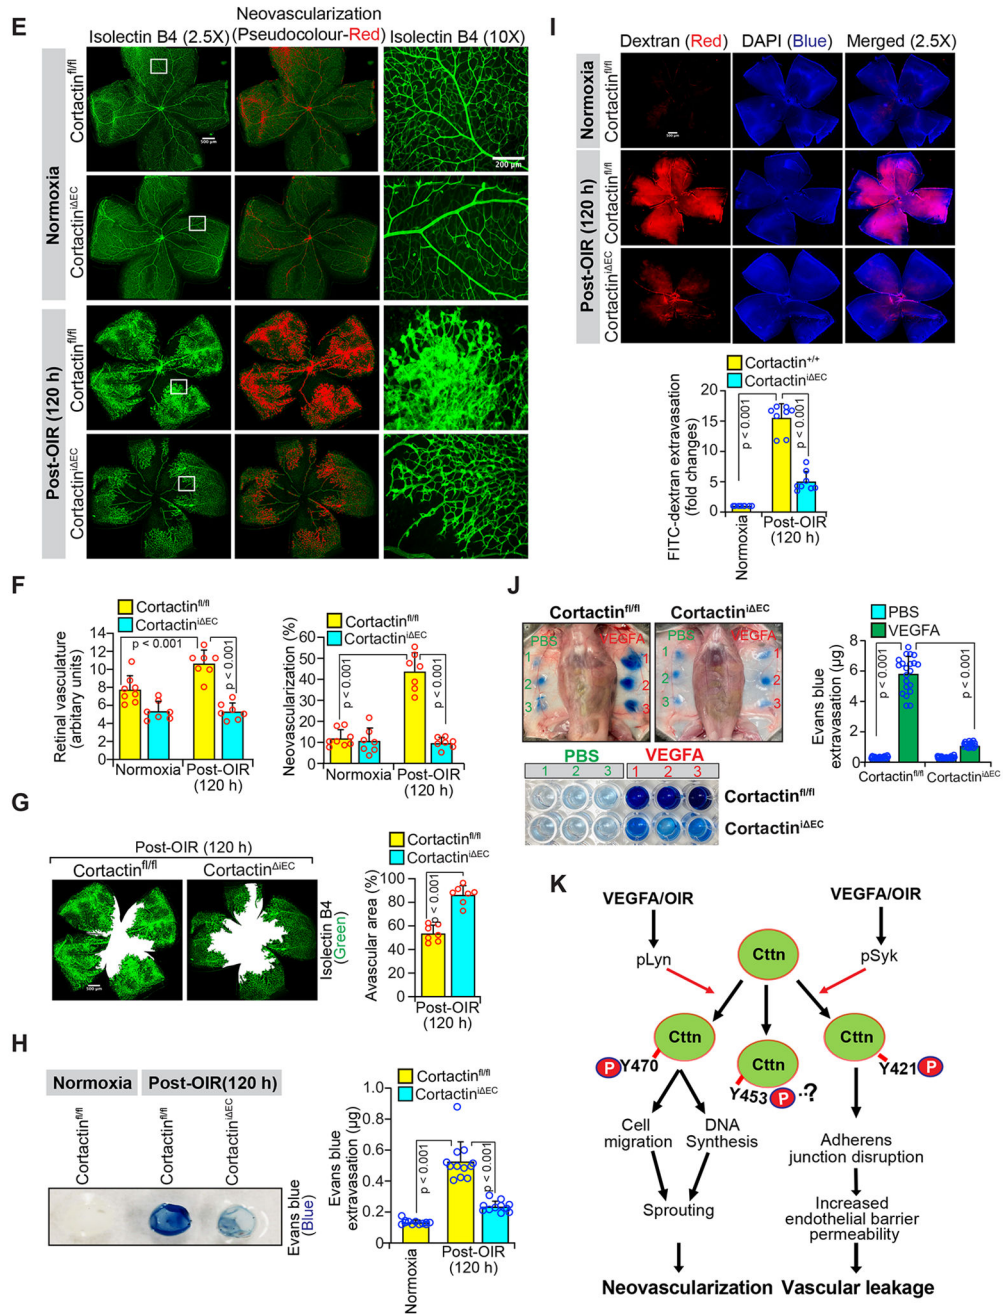 E
Neovascularization
Isolectin B4 (2.5X) (Pseudocolour-Red) Isolectin B4 (10X)
Normoxia
Cortactin^fl/fl
500 µm
200 µm
Cortactin^iΔEC
Post-OIR (120 h)
Cortactin^fl/fl
Cortactin^iΔEC
F
Cortactin^fl/fl
Cortactin^iΔEC
Retinal vasculature
(arbitrary units)
14
12
10
8
6
4
2
0
p < 0.001
p < 0.001
Normoxia Post-OIR
(120 h)
Cortactin^fl/fl
Cortactin^iΔEC
Neovascularization (%)
60
50
40
30
20
10
0
p < 0.001
p < 0.001
Normoxia Post-OIR
(120 h)
G
Post-OIR (120 h)
Cortactin^fl/fl Cortactin^ΔiEC
500 µm
Isolectin B4
(Green)
Cortactin^fl/fl
Cortactin^iΔEC
Avascular area (%)
100
80
60
40
20
0
p < 0.001
Post-OIR
(120 h)
H
Normoxia Post-OIR(120 h)
Cortactin^fl/fl
Cortactin^fl/fl
Cortactin^iΔEC
Evans blue
(Blue)
Cortactin^fl/fl
Cortactin^iΔEC
Evans blue
extravasation (µg)
1.0
0.8
0.6
0.4
0.2
0
p < 0.001
p < 0.001
Normoxia
Post-OIR
(120 h)
I
Dextran (Red) DAPI (Blue) Merged (2.5X)
Normoxia
Cortactin^fl/fl
500 µm
Post-OIR (120 h)
Cortactin^fl/fl
Cortactin^iΔEC
Cortactin^+/+
Cortactin^iΔEC
FITC-dextran extravasation
(fold changes)
20
15
10
5
0
p < 0.001
p < 0.001
Normoxia
Post-OIR
(120 h)
J
Cortactin^fl/fl Cortactin^iΔEC
PBS VEGFA PBS VEGFA
1 1 1 1
2 2 2 2
3 3 3 3
PBS VEGFA
1 2 3 1 2 3
Cortactin^fl/fl
Cortactin^iΔEC
PBS
VEGFA
Evans blue
extravasation (µg)
8
6
4
2
0
p < 0.001
p < 0.001
Cortactin^fl/fl Cortactin^iΔEC
K
VEGFA/OIR VEGFA/OIR
pLyn Cttn pSyk
Cttn Cttn Cttn
P Y470 Y453 P ..? Y421 P
Cell
migration
DNA
Synthesis
Adherens
junction disruption
Sprouting
Increased
endothelial barrier
permeability
Neovascularization Vascular leakage